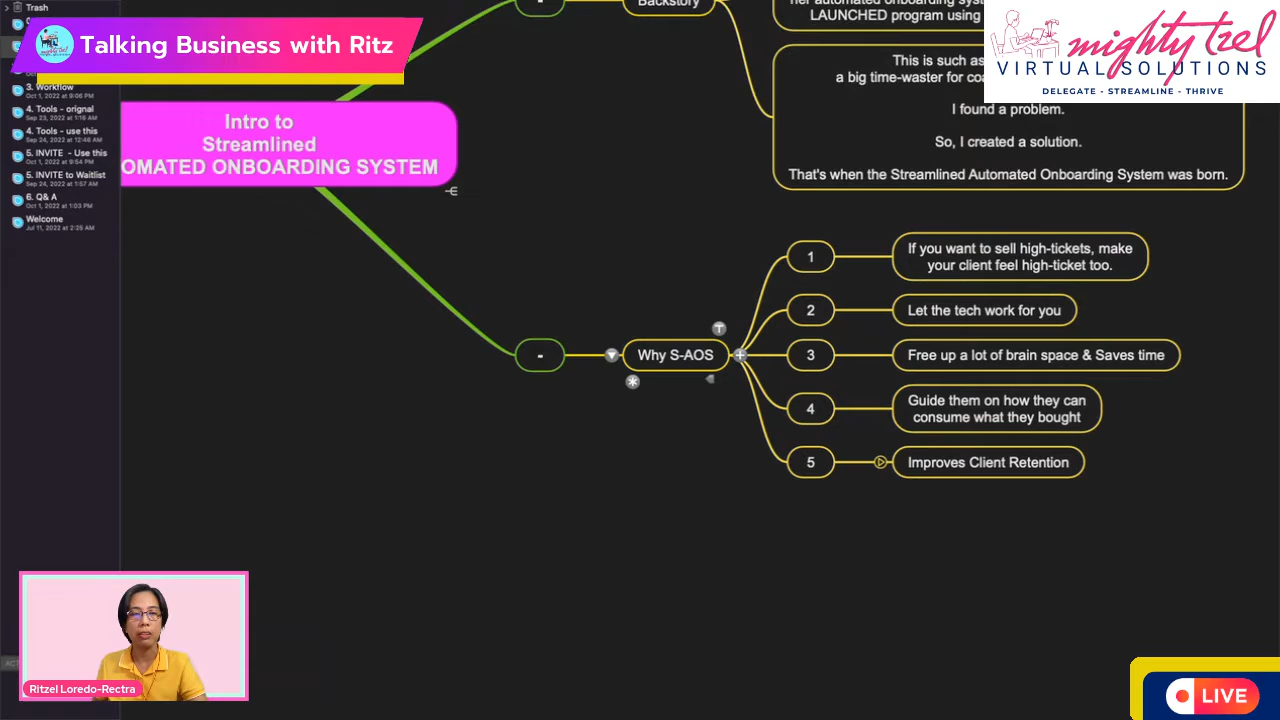 Trash
Talking Business with Ritz
3. Workflow
Oct 1, 2022 at 9:06 PM
4. Tools - orignal
Sep 23, 2022 at 1:16 AM
4. Tools - use this
Sep 24, 2022 at 12:46 AM
5. INVITE - Use this
Oct 1, 2022 at 9:54 PM
5. INVITE to Waitlist
Sep 24, 2022 at 1:57 AM
6. Q& A
Oct 1, 2022 at 1:03 PM
Welcome
Jul 11, 2022 at 2:35 AM
Intro to
Streamlined
OMATED ONBOARDING SYSTEM
-
Backstory
LAUNCHED program using
This is such as
a big time-waster for coa
I found a problem.
So, I created a solution.
That's when the Streamlined Automated Onboarding System was born.
mighty tzel
VIRTUAL SOLUTIONS
DELEGATE - STREAMLINE - THRIVE
-
Why S-AOS
1
If you want to sell high-tickets, make
your client feel high-ticket too.
2
Let the tech work for you
3
Free up a lot of brain space & Saves time
4
Guide them on how they can
consume what they bought
5
Improves Client Retention
Ritzel Loredo-Rectra
LIVE